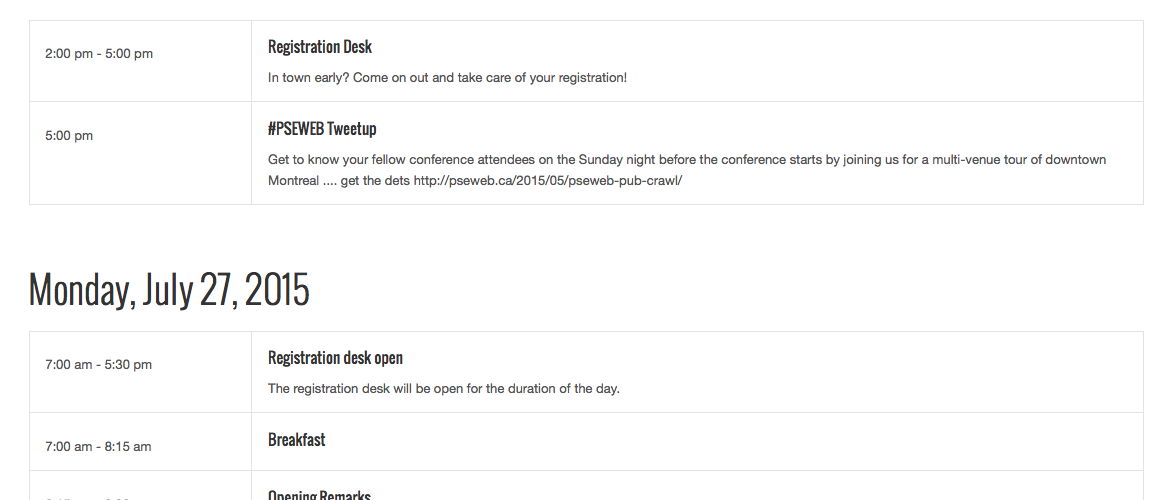 2:00 pm - 5:00 pm
Registration Desk
In town early? Come on out and take care of your registration!
5:00 pm
#PSEWEB Tweetup
Get to know your fellow conference attendees on the Sunday night before the conference starts by joining us for a multi-venue tour of downtown
Montreal .... get the dets http://pseweb.ca/2015/05/pseweb-pub-crawl/
Monday, July 27, 2015
7:00 am - 5:30 pm
Registration desk open
The registration desk will be open for the duration of the day.
7:00 am - 8:15 am
Breakfast
Opening Remarks